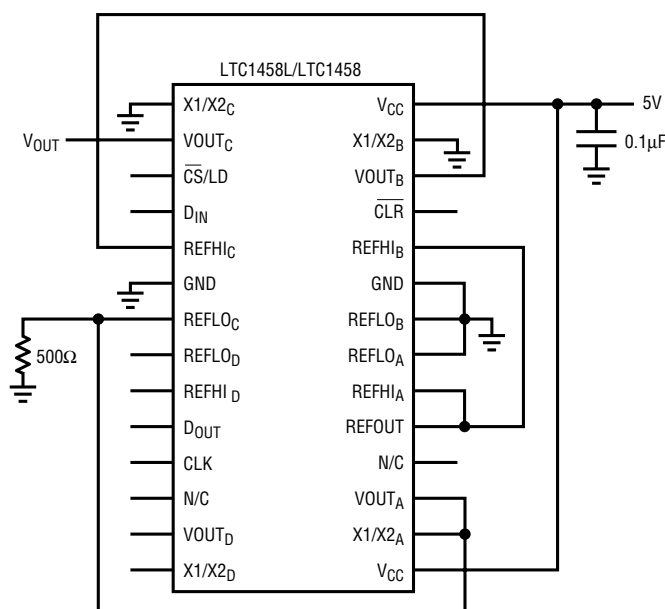 LTC1458L/LTC1458
X1/X2C
VCC
5V
VOUT
VOUTC
X1/X2B
0.1µF
CS/LD
VOUTB
DIN
CLR
REFHIC
REFHIB
GND
GND
REFLOC
REFLOB
500Ω
REFLOD
REFLOA
REFHI D
REFHIA
DOUT
REFOUT
CLK
N/C
N/C
VOUTA
VOUTD
X1/X2A
X1/X2D
VCC